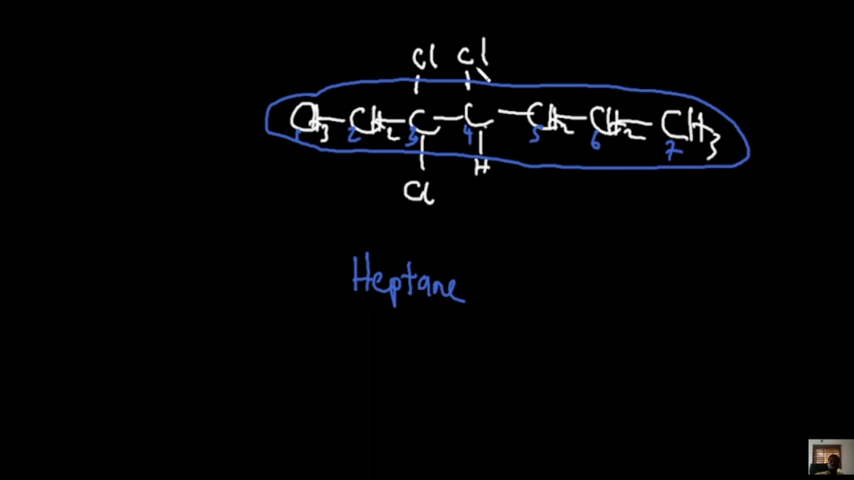 Cl Cl
CH3-CH2-C-C-CH2-CH2-CH3
1 2 3 4 5 6 7
H
Cl
Heptane